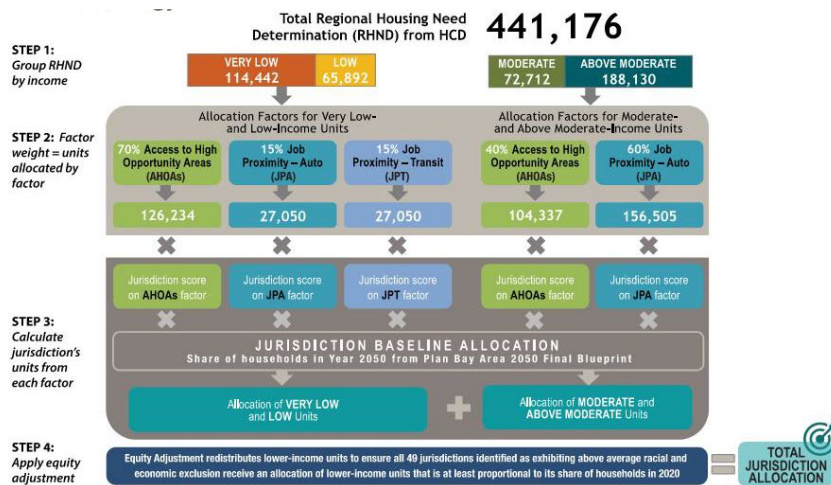 Total Regional Housing Need
Determination (RHND) from HCD
441,176
STEP 1:
Group RHND
by income
VERY LOW
114,442
LOW
65,892
MODERATE
72,712
ABOVE MODERATE
188,130
STEP 2: Factor
weight = units
allocated by
factor
Allocation Factors for Very Low-
and Low-Income Units
70% Access to High
Opportunity Areas
(AHOAs)
15% Job
Proximity – Auto
(JPA)
15% Job
Proximity – Transit
(JPT)
126,234
27,050
27,050
Allocation Factors for Moderate-
and Above Moderate-Income Units
40% Access to High
Opportunity Areas
(AHOAs)
60% Job
Proximity – Auto
(JPA)
104,337
156,505
STEP 3:
Calculate
jurisdiction's
units from
each factor
Jurisdiction score
on AHOAs factor
Jurisdiction score
on JPA factor
Jurisdiction score
on JPT factor
Jurisdiction score
on AHOAs factor
Jurisdiction score
on JPA factor
JURISDICTION BASELINE ALLOCATION
Share of households in Year 2050 from Plan Bay Area 2050 Final Blueprint
Allocation of VERY LOW
and LOW Units
Allocation of MODERATE and
ABOVE MODERATE Units
STEP 4:
Apply equity
adjustment
Equity Adjustment redistributes lower-income units to ensure all 49 jurisdictions identified as exhibiting above average racial and
economic exclusion receive an allocation of lower-income units that is at least proportional to its share of households in 2020
TOTAL
JURISDICTION
ALLOCATION